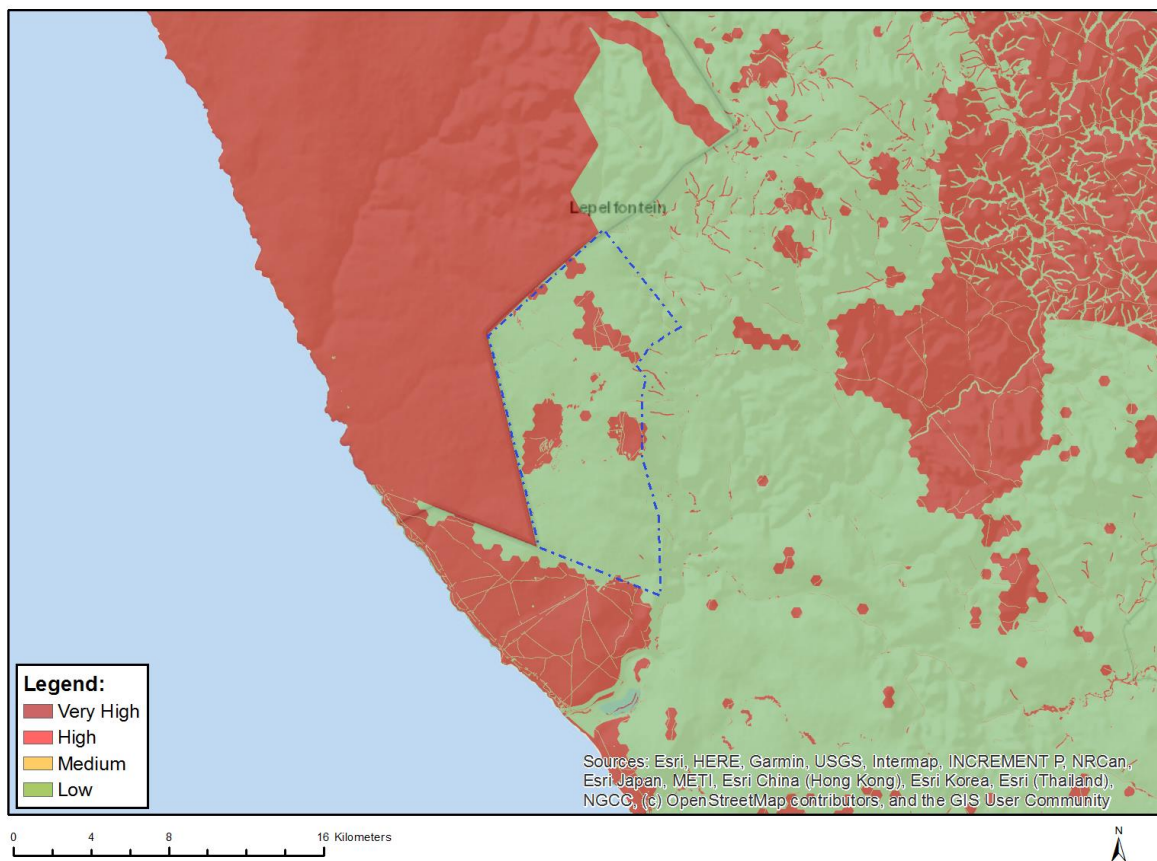 Lepelfontein
Legend:
Very High
High
Medium
Low
Sources: Esri, HERE, Garmin, USGS, Intermap, INCREMENT P, NRCan,
Esri Japan, METI, Esri China (Hong Kong), Esri Korea, Esri (Thailand),
NGCC, (c) OpenStreetMap contributors, and the GIS User Community
0 4 8 16 Kilometers
N